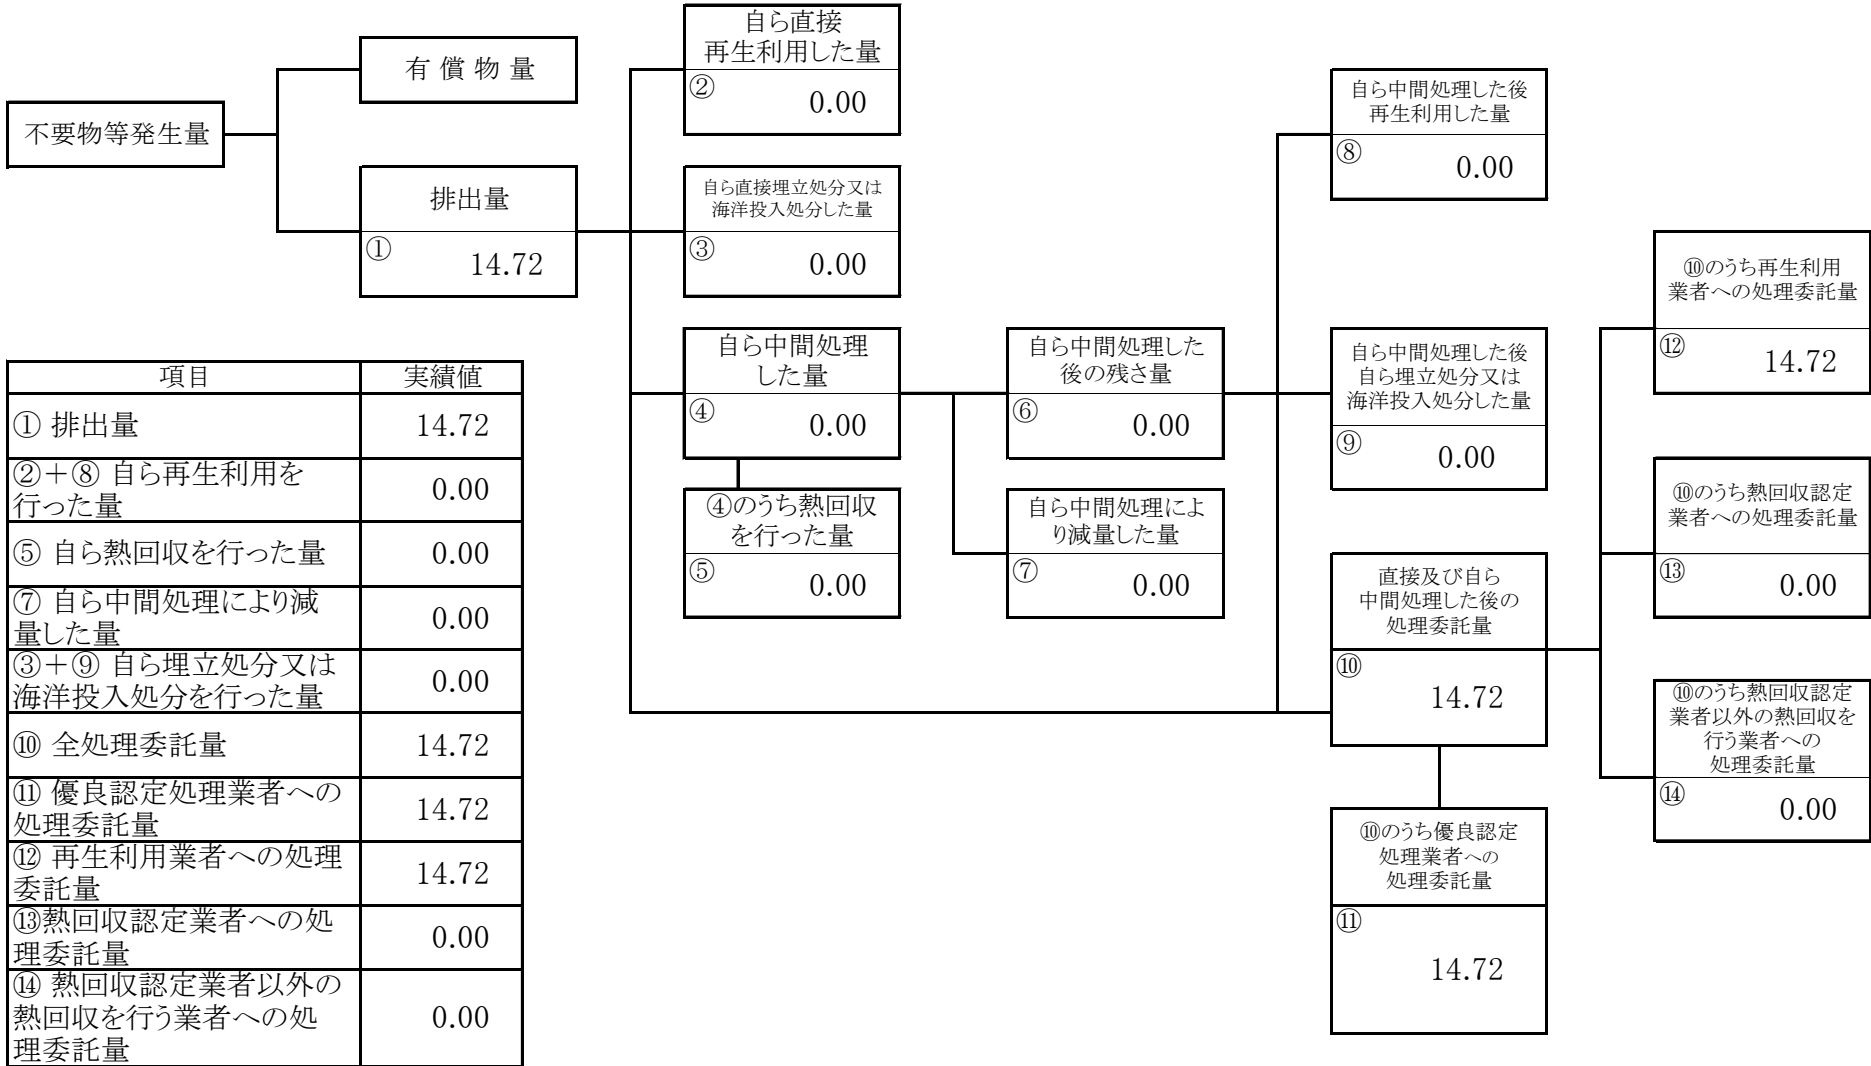 不要物等発生量
有償物量
排出量
①
14.72
自ら直接
再生利用した量
②
0.00
自ら直接埋立処分又は
海洋投入処分した量
③
0.00
自ら中間処理
した量
④
0.00
④のうち熱回収
を行った量
⑤
0.00
自ら中間処理した
後の残さ量
⑥
0.00
自ら中間処理によ
り減量した量
⑦
0.00
自ら中間処理した後
再生利用した量
⑧
0.00
自ら中間処理した後
自ら埋立処分又は
海洋投入処分した量
⑨
0.00
直接及び自ら
中間処理した後の
処理委託量
⑩
14.72
⑩のうち優良認定
処理業者への
処理委託量
⑪
14.72
⑩のうち再生利用
業者への処理委託量
⑫
14.72
⑩のうち熱回収認定
業者への処理委託量
⑬
0.00
⑩のうち熱回収認定
業者以外の熱回収を
行う業者への
処理委託量
⑭
0.00
項目 実績値
① 排出量 14.72
②+⑧ 自ら再生利用を
行った量 0.00
⑤ 自ら熱回収を行った量 0.00
⑦ 自ら中間処理により減
量した量 0.00
③+⑨ 自ら埋立処分又は
海洋投入処分を行った量 0.00
⑩ 全処理委託量 14.72
⑪ 優良認定処理業者への
処理委託量 14.72
⑫ 再生利用業者への処理
委託量 14.72
⑬熱回収認定業者への処
理委託量 0.00
⑭ 熱回収認定業者以外の
熱回収を行う業者への処
理委託量 0.00